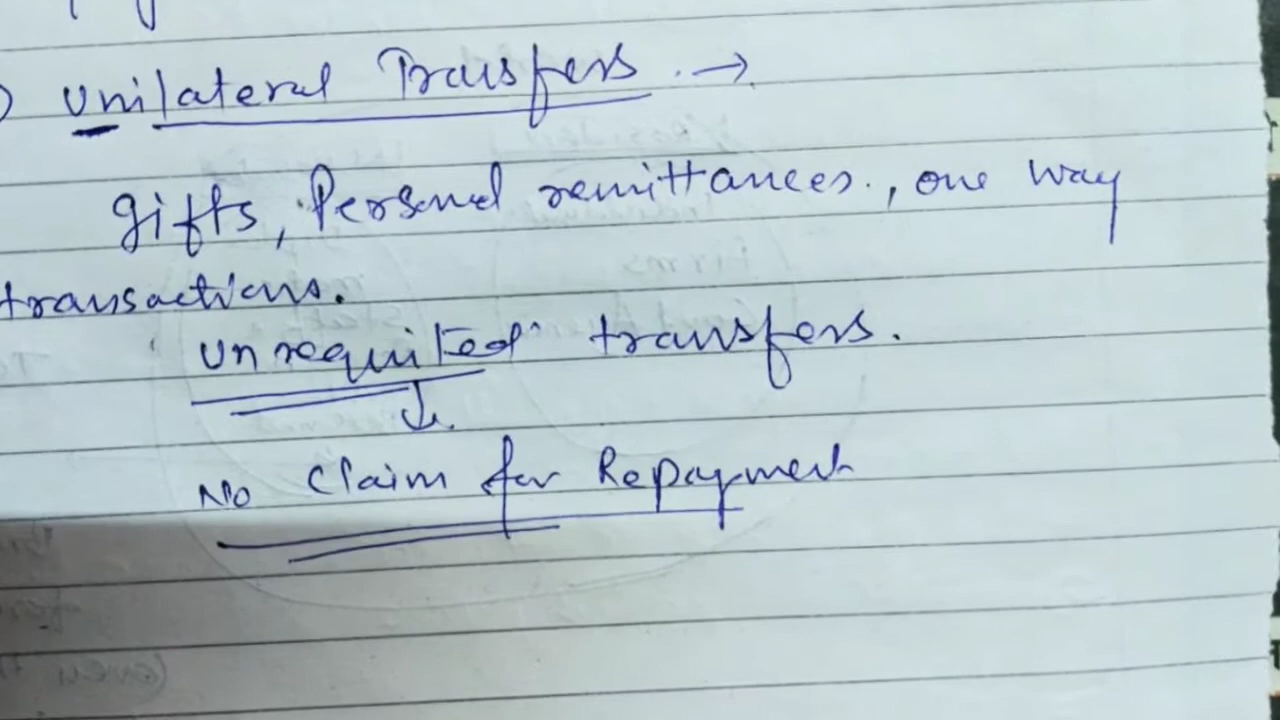 ) Unilateral Transfers . →
gifts, Personal remittances., one way
transactions.
unrequited transfers.
↓
No Claim for Repayment